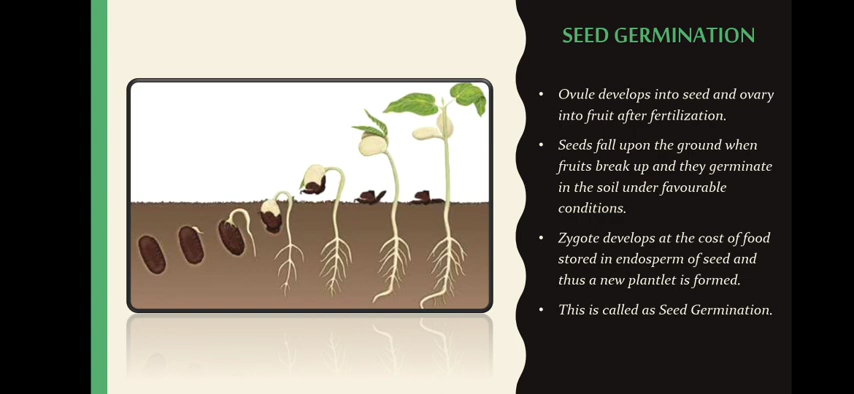 SEED GERMINATION
• Ovule develops into seed and ovary
into fruit after fertilization.
• Seeds fall upon the ground when
fruits break up and they germinate
in the soil under favourable
conditions.
• Zygote develops at the cost of food
stored in endosperm of seed and
thus a new plantlet is formed.
• This is called as Seed Germination.